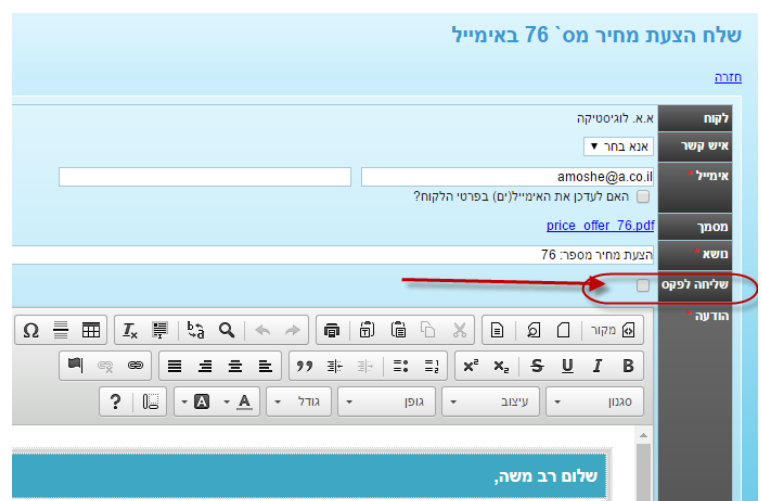 שלח הצעת מחיר מס` 76 באימייל
חזרה
לקוח א.א. לוגיסטיקה
איש קשר אנא בחר
אימייל * amoshe@a.co.il
האם לעדכן את האימייל(ים) בפרטי הלקוח?
מסמך price_offer_76.pdf
נושא * הצעת מחיר מספר: 76
שליחה לפקס
הודעה *
מקור
B I U S x₂ x²
סגנון עיצוב גופן גודל A A ?
שלום רב משה,